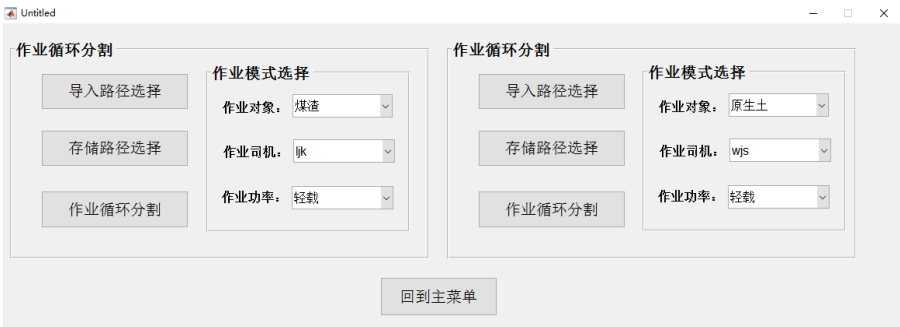 Untitled
作业循环分割
导入路径选择
存储路径选择
作业循环分割
作业模式选择
作业对象： 煤渣
作业司机： ljk
作业功率： 轻载
作业循环分割
导入路径选择
存储路径选择
作业循环分割
作业模式选择
作业对象： 原生土
作业司机： wjs
作业功率： 轻载
回到主菜单